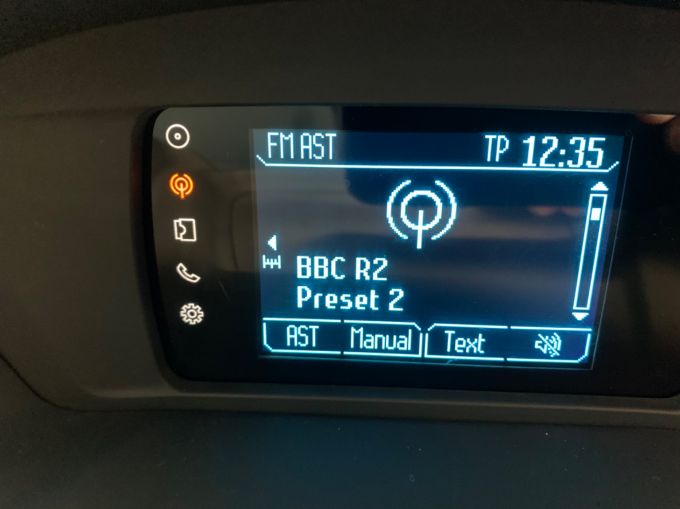 FM AST TP 12:35
BBC R2
Preset 2
AST Manual Text